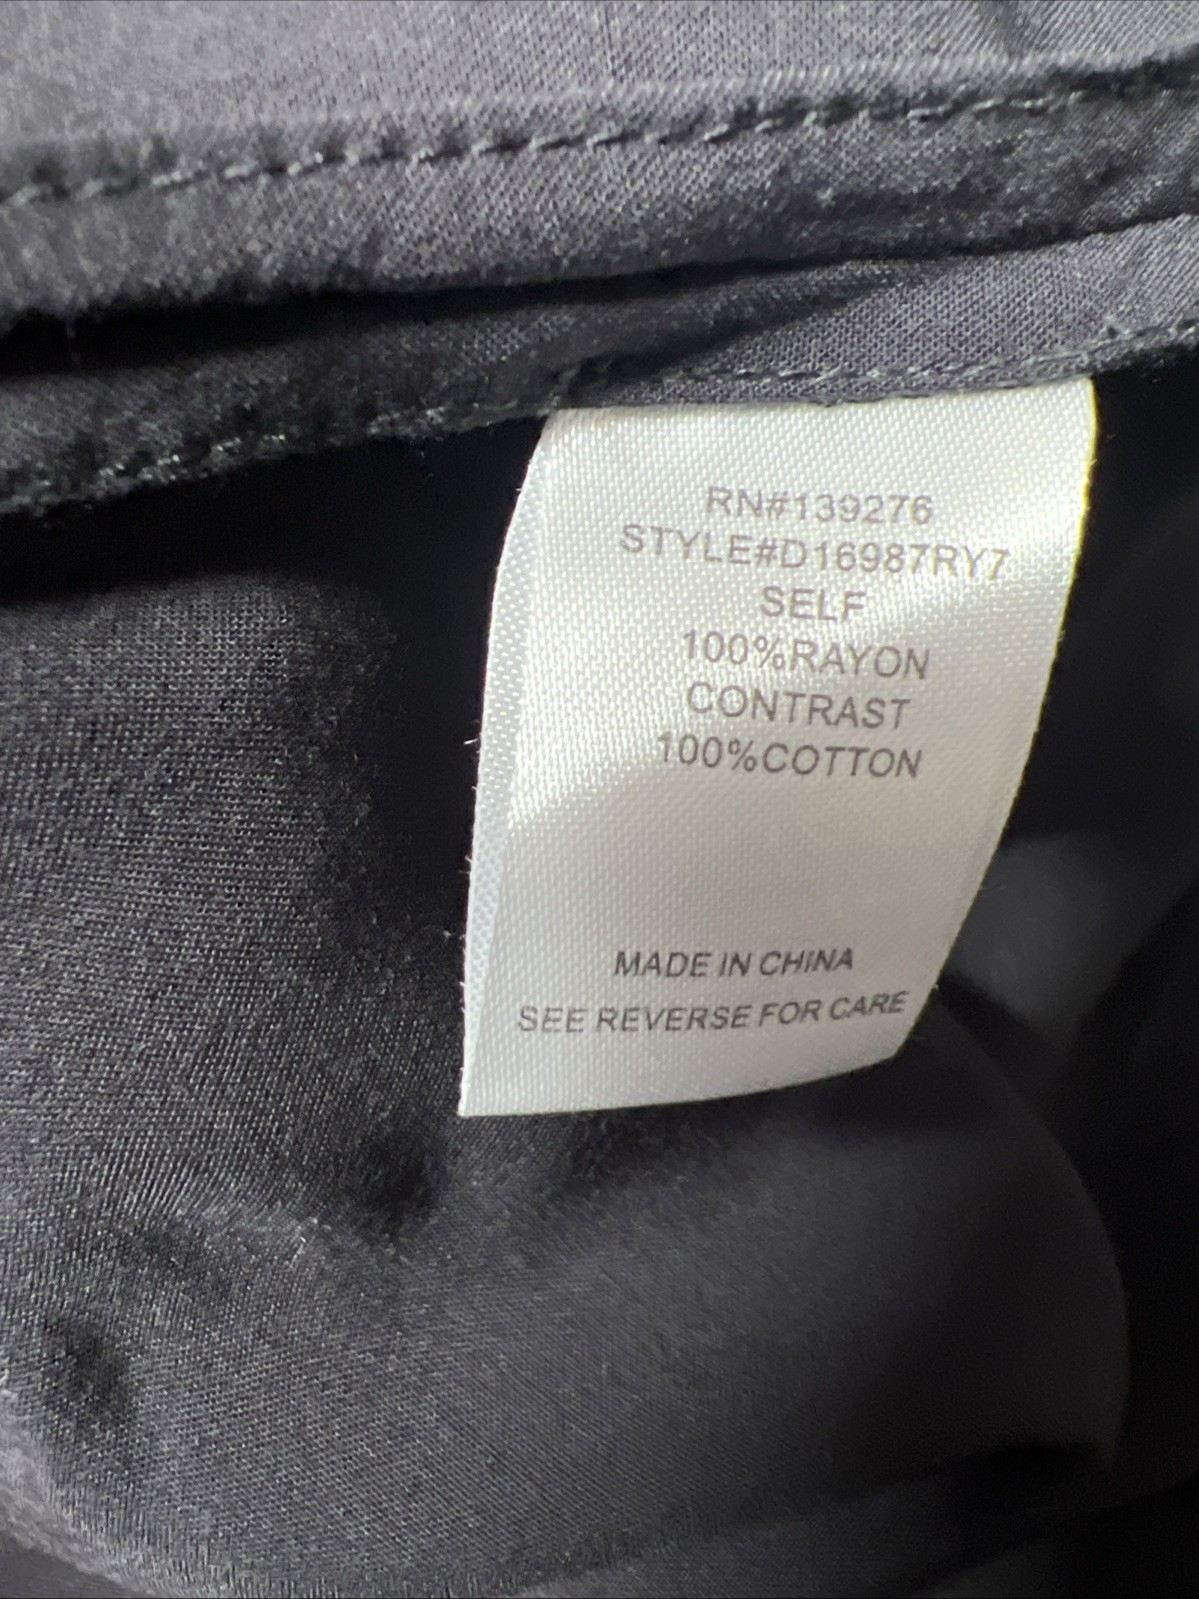 RN#139276
STYLE#D16987RY7
SELF
100%RAYON
CONTRAST
100%COTTON
MADE IN CHINA
SEE REVERSE FOR CARE